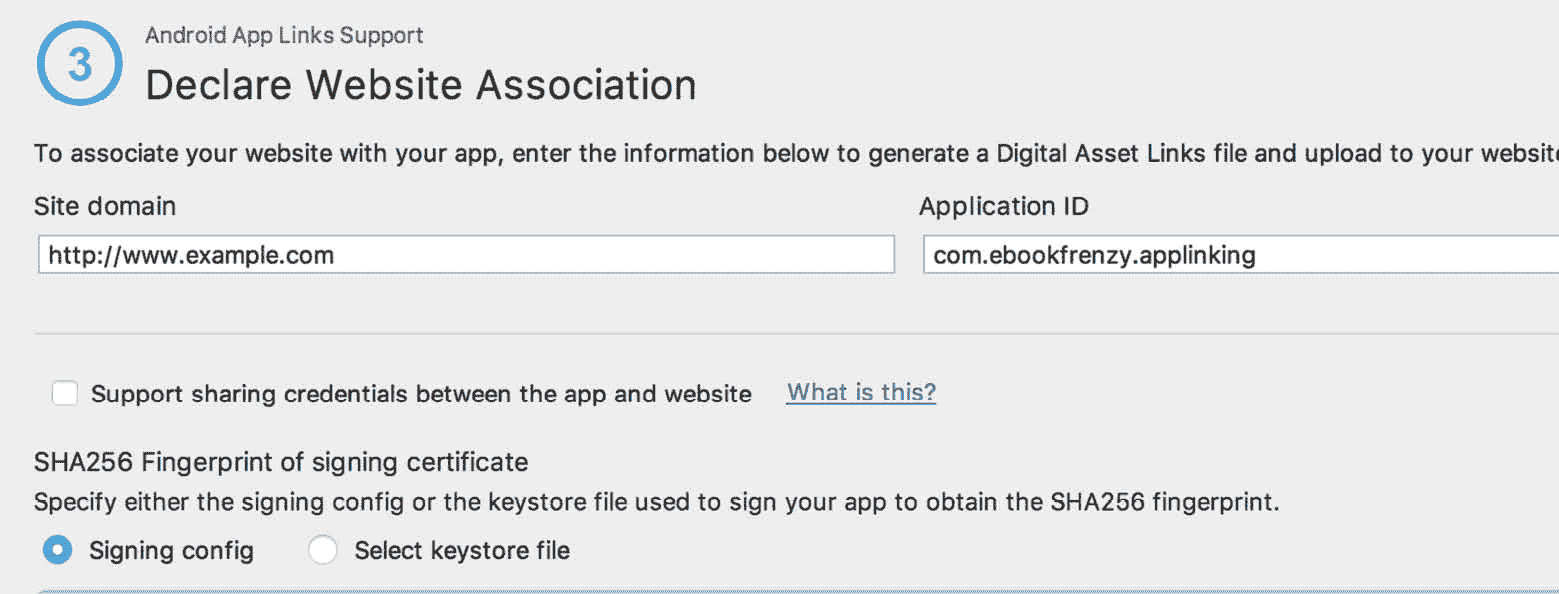 Android App Links Support
3
Declare Website Association
To associate your website with your app, enter the information below to generate a Digital Asset Links file and upload to your website
Site domain
Application ID
http://www.example.com
com.ebookfrenzy.applinking
Support sharing credentials between the app and website What is this?
SHA256 Fingerprint of signing certificate
Specify either the signing config or the keystore file used to sign your app to obtain the SHA256 fingerprint.
Signing config Select keystore file